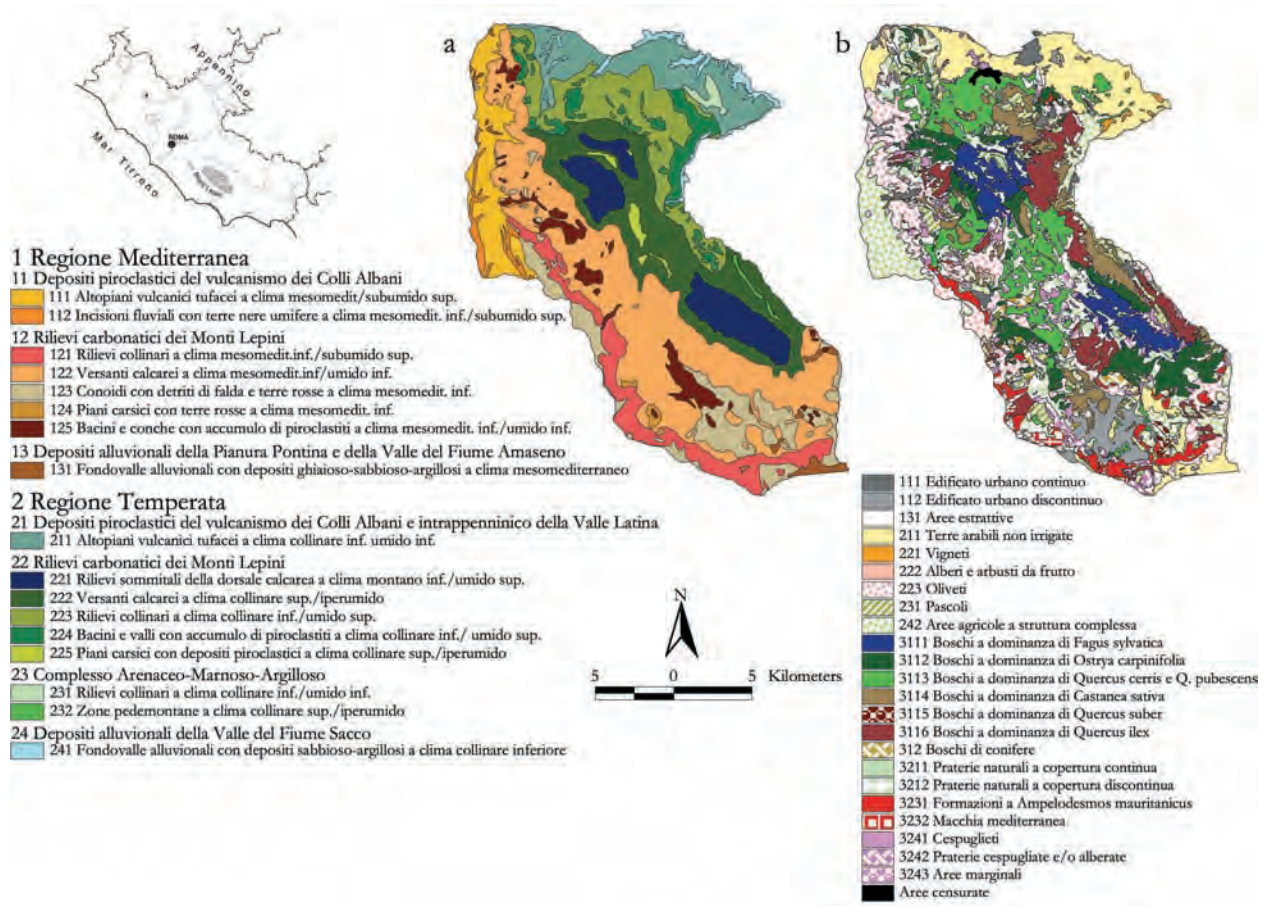 Appennino
ROMA
Mar Tirreno
Monti Lepini
a
b
1 Regione Mediterranea
11 Depositi piroclastici del vulcanismo dei Colli Albani
111 Altopiani vulcanici tufacei a clima mesomedit/subumido sup.
112 Incisioni fluviali con terre nere umifere a clima mesomedit. inf./subumido sup.
12 Rilievi carbonatici dei Monti Lepini
121 Rilievi collinari a clima mesomedit.inf./subumido sup.
122 Versanti calcarei a clima mesomedit.inf/umido inf.
123 Conoidi con detriti di falda e terre rosse a clima mesomedit. inf.
124 Piani carsici con terre rosse a clima mesomedit. inf.
125 Bacini e conche con accumulo di piroclastiti a clima mesomedit. inf./umido inf.
13 Depositi alluvionali della Pianura Pontina e della Valle del Fiume Amaseno
131 Fondovalle alluvionali con depositi ghiaioso-sabbioso-argillosi a clima mesomediterraneo
2 Regione Temperata
21 Depositi piroclastici del vulcanismo dei Colli Albani e intrappenninico della Valle Latina
211 Altopiani vulcanici tufacei a clima collinare inf. umido inf.
22 Rilievi carbonatici dei Monti Lepini
221 Rilievi sommitali della dorsale calcarea a clima montano inf./umido sup.
222 Versanti calcarei a clima collinare sup./iperumido
223 Rilievi collinari a clima collinare inf./umido sup.
224 Bacini e valli con accumulo di piroclastiti a clima collinare inf./ umido sup.
225 Piani carsici con depositi piroclastici a clima collinare sup./iperumido
23 Complesso Arenaceo-Marnoso-Argilloso
231 Rilievi collinari a clima collinare inf./umido inf.
232 Zone pedemontane a clima collinare sup./iperumido
24 Depositi alluvionali della Valle del Fiume Sacco
241 Fondovalle alluvionali con depositi sabbioso-argillosi a clima collinare inferiore
N
5 0 5 Kilometers
111 Edificato urbano continuo
112 Edificato urbano discontinuo
131 Aree estrattive
211 Terre arabili non irrigate
221 Vigneti
222 Alberi e arbusti da frutto
223 Oliveti
231 Pascoli
242 Aree agricole a struttura complessa
3111 Boschi a dominanza di Fagus sylvatica
3112 Boschi a dominanza di Ostrya carpinifolia
3113 Boschi a dominanza di Quercus cerris e Q. pubescens
3114 Boschi a dominanza di Castanea sativa
3115 Boschi a dominanza di Quercus suber
3116 Boschi a dominanza di Quercus ilex
312 Boschi di conifere
3211 Praterie naturali a copertura continua
3212 Praterie naturali a copertura discontinua
3231 Formazioni a Ampelodesmos mauritanicus
3232 Macchia mediterranea
3241 Cespuglieti
3242 Praterie cespugliate e/o alberate
3243 Aree marginali
Aree censurate